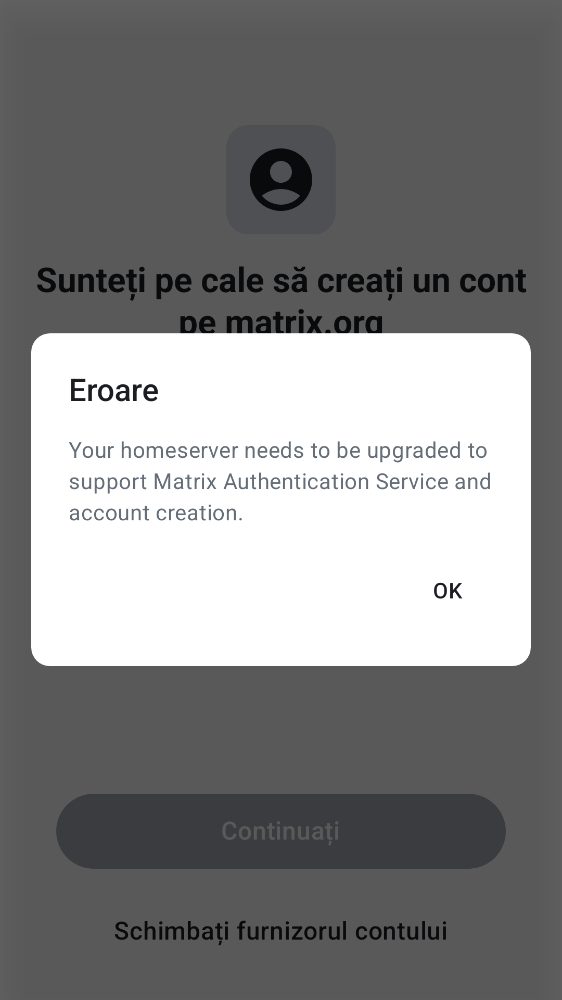 Sunteți pe cale să creați un cont
pe matrix.org
Eroare
Your homeserver needs to be upgraded to
support Matrix Authentication Service and
account creation.
OK
Continuați
Schimbați furnizorul contului